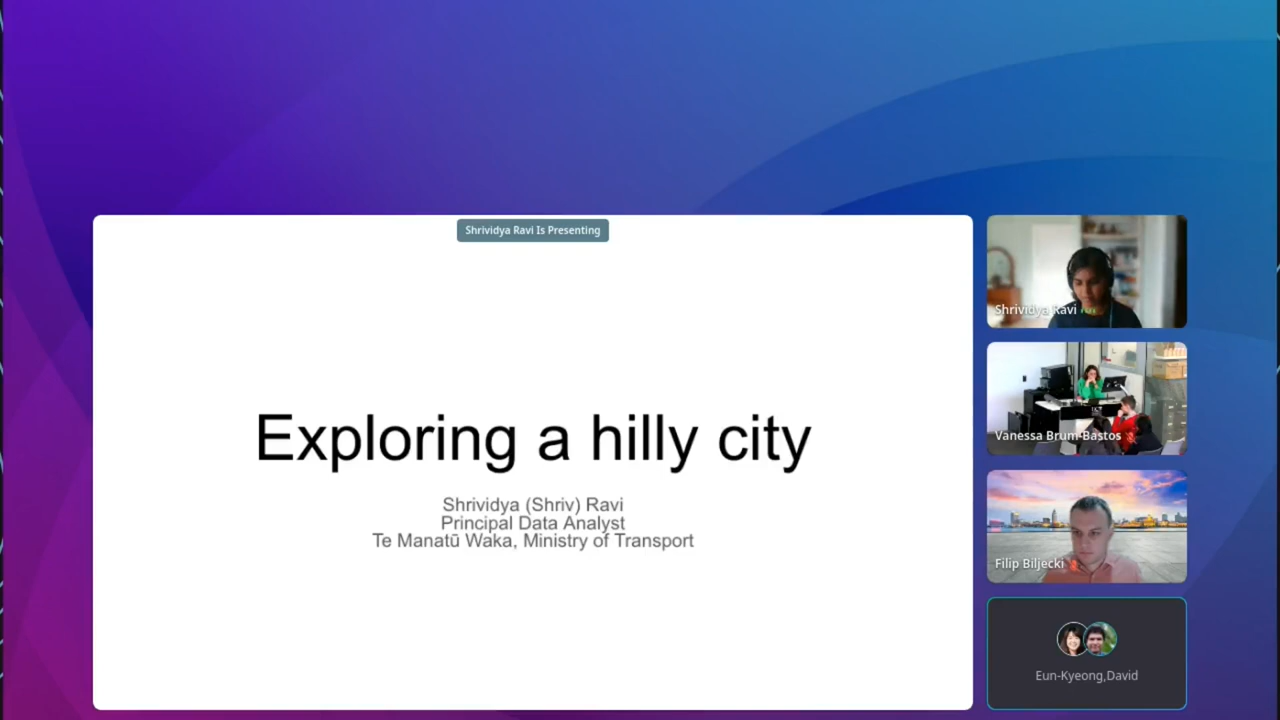 Shrividya Ravi Is Presenting
Exploring a hilly city
Shrividya (Shriv) Ravi
Principal Data Analyst
Te Manatū Waka, Ministry of Transport
Shrividya Ravi
Vanessa Brum-Bastos
Filip Biljecki
Eun-Kyeong,David